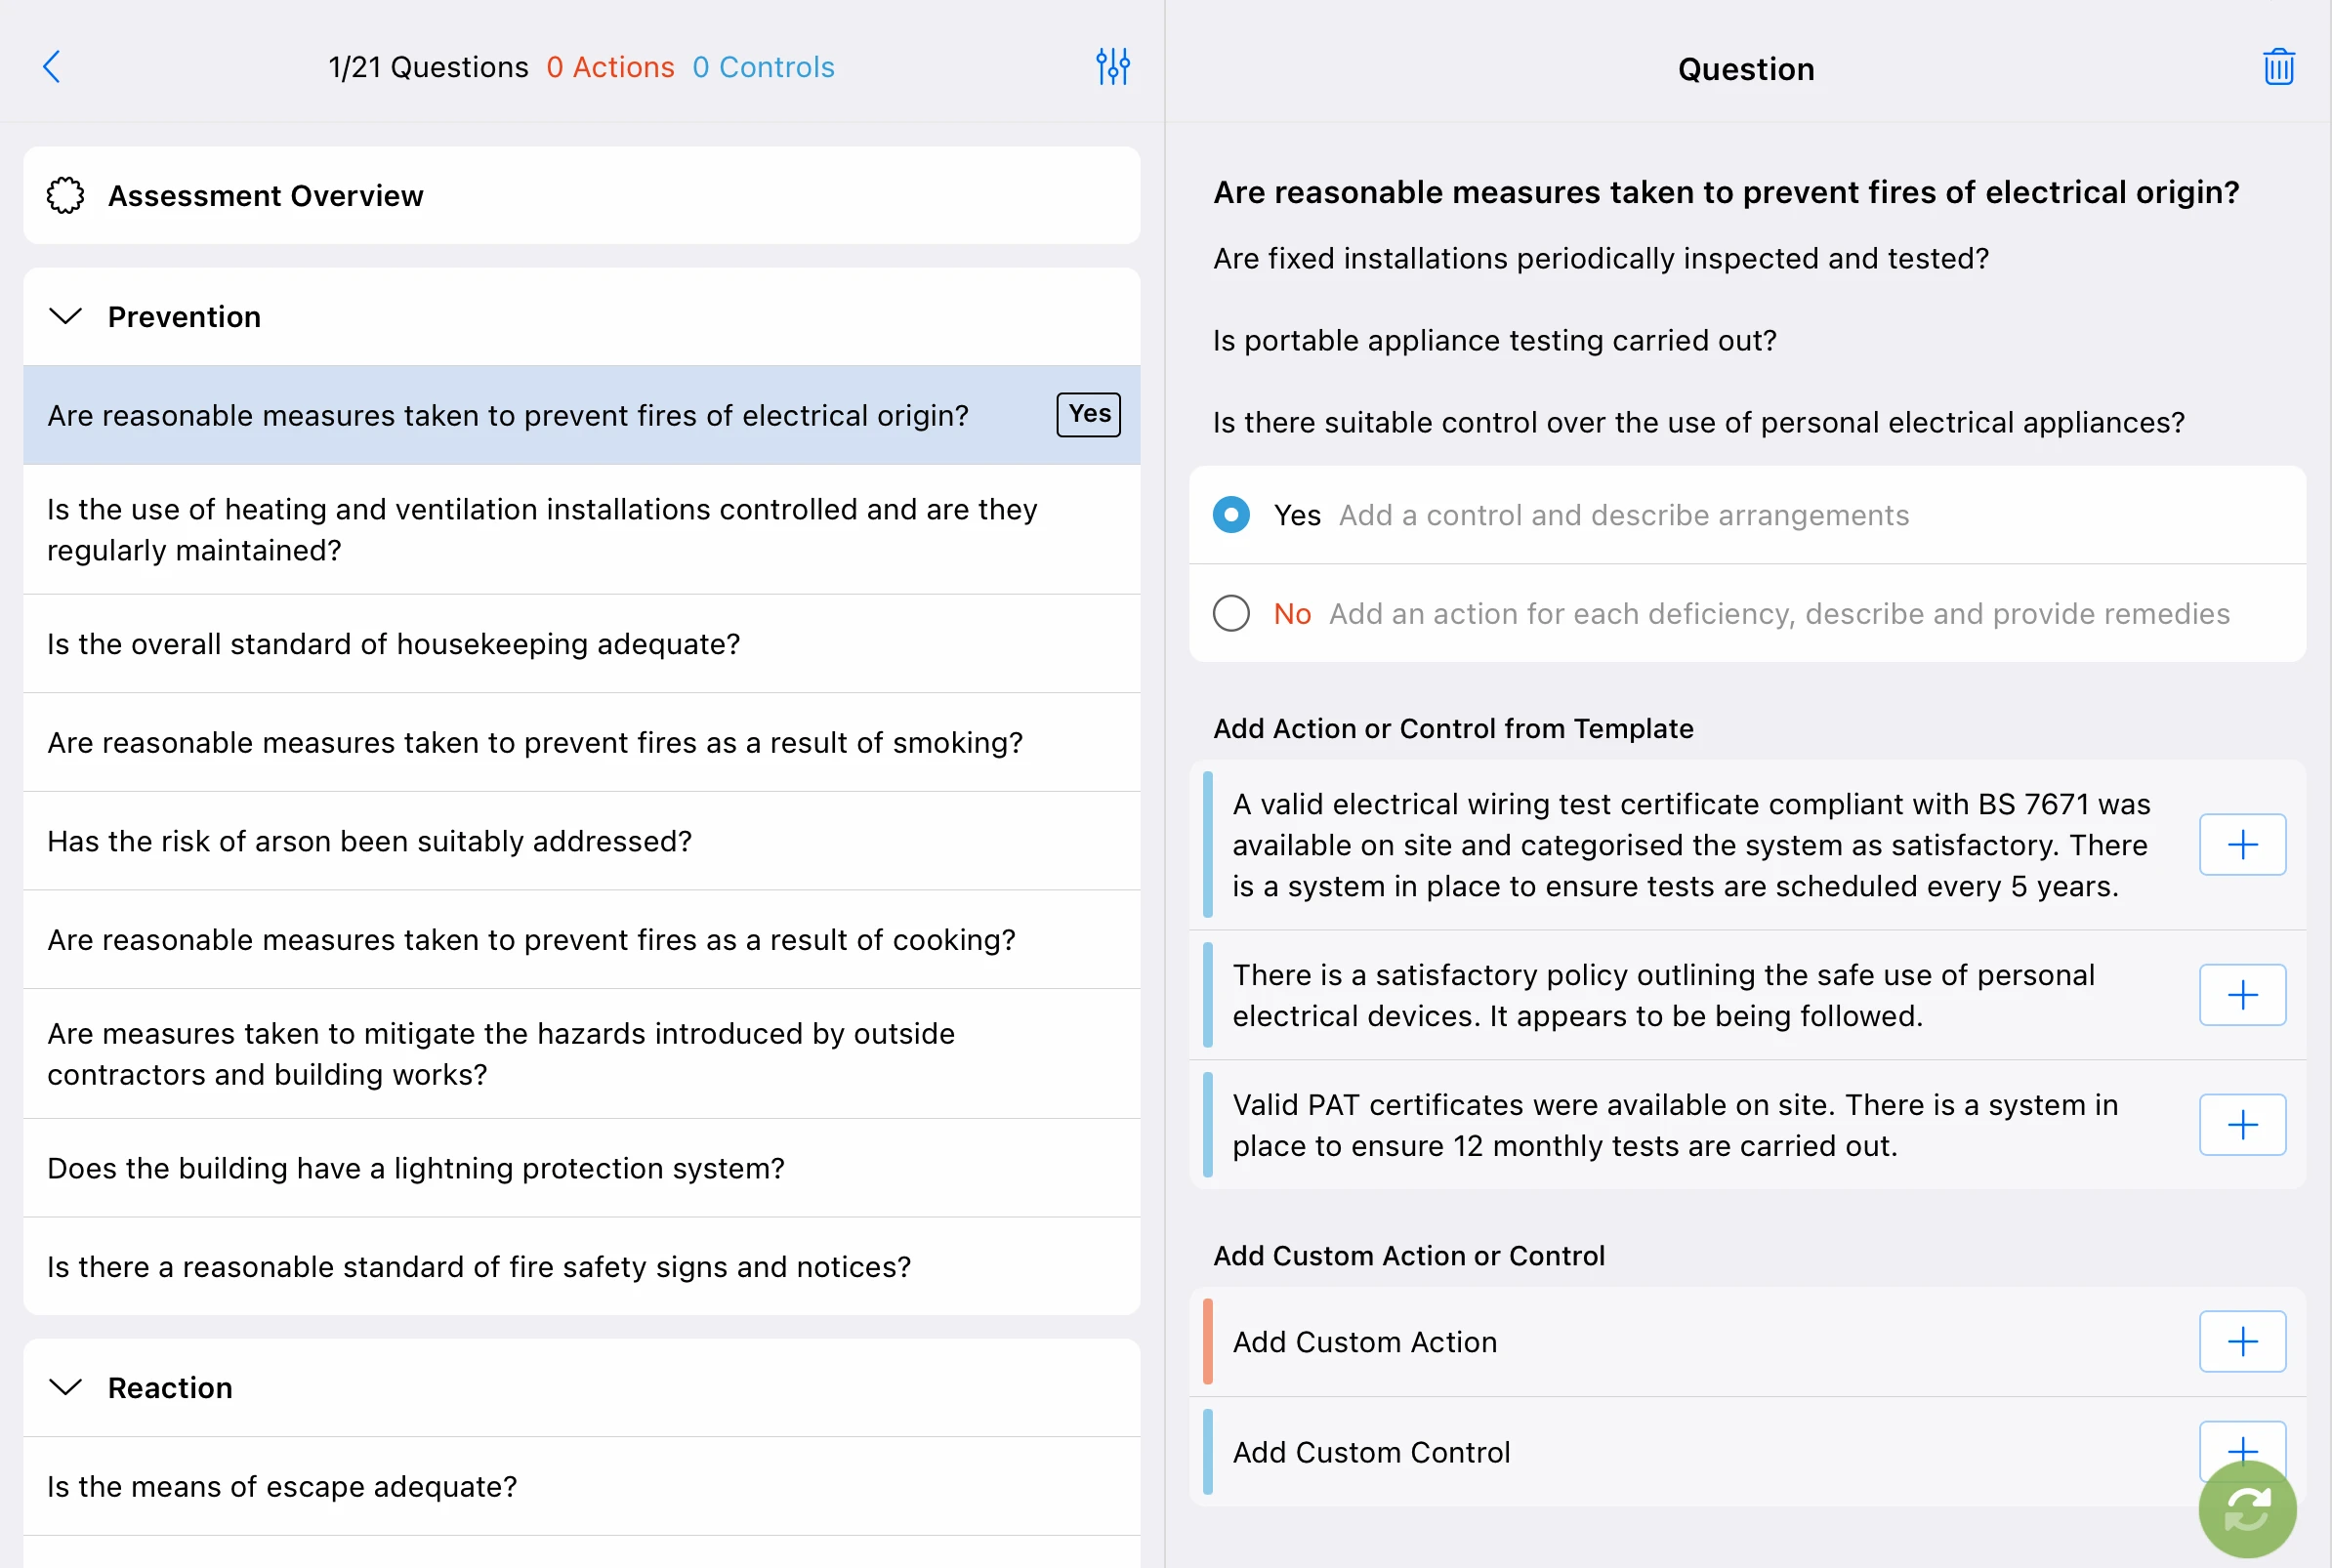 1/21 Questions 0 Actions 0 Controls
Assessment Overview
Prevention
Are reasonable measures taken to prevent fires of electrical origin? Yes
Is the use of heating and ventilation installations controlled and are they
regularly maintained?
Is the overall standard of housekeeping adequate?
Are reasonable measures taken to prevent fires as a result of smoking?
Has the risk of arson been suitably addressed?
Are reasonable measures taken to prevent fires as a result of cooking?
Are measures taken to mitigate the hazards introduced by outside
contractors and building works?
Does the building have a lightning protection system?
Is there a reasonable standard of fire safety signs and notices?
Reaction
Is the means of escape adequate?
Question
Are reasonable measures taken to prevent fires of electrical origin?
Are fixed installations periodically inspected and tested?
Is portable appliance testing carried out?
Is there suitable control over the use of personal electrical appliances?
Yes Add a control and describe arrangements
No Add an action for each deficiency, describe and provide remedies
Add Action or Control from Template
A valid electrical wiring test certificate compliant with BS 7671 was
available on site and categorised the system as satisfactory. There
is a system in place to ensure tests are scheduled every 5 years.
There is a satisfactory policy outlining the safe use of personal
electrical devices. It appears to be being followed.
Valid PAT certificates were available on site. There is a system in
place to ensure 12 monthly tests are carried out.
Add Custom Action or Control
Add Custom Action
Add Custom Control